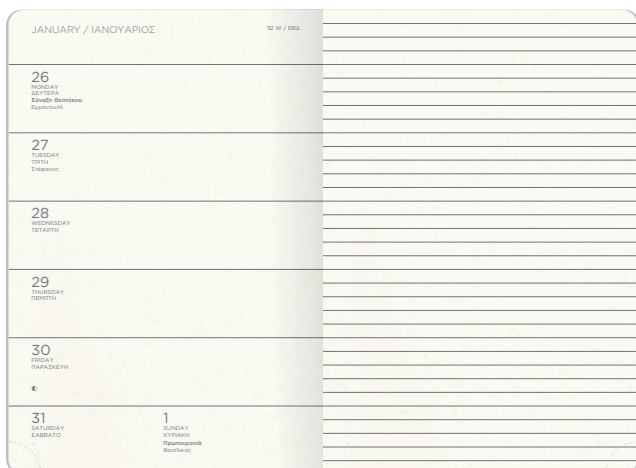 JANUARY / ΙΑΝΟΥΑΡΙΟΣ
52 W / ΕΒΔ
26
MONDAY
ΔΕΥΤΕΡΑ
Σύναξη Θεοτόκου
Εμμανουήλ
27
TUESDAY
ΤΡΙΤΗ
Στέφανος
28
WEDNESDAY
ΤΕΤΑΡΤΗ
29
THURSDAY
ΠΕΜΠΤΗ
30
FRIDAY
ΠΑΡΑΣΚΕΥΗ
31
SATURDAY
ΣΑΒΒΑΤΟ
1
SUNDAY
ΚΥΡΙΑΚΗ
Πρωτοχρονιά
Βασίλειος